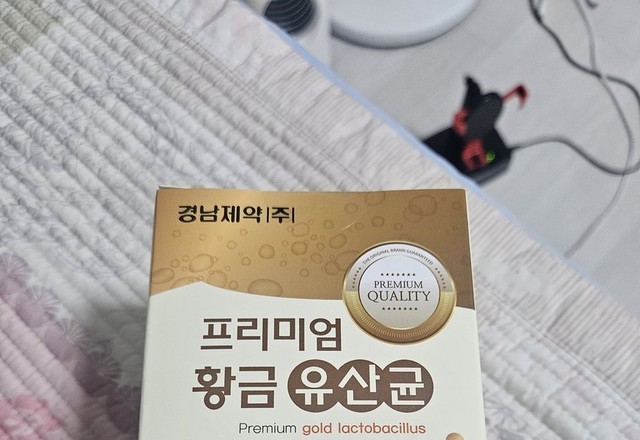 경남제약|주|
THE ORIGINAL BRAND GUARANTEED
PREMIUM
QUALITY
프리미엄
황금 유산균
Premium gold lactobacillus